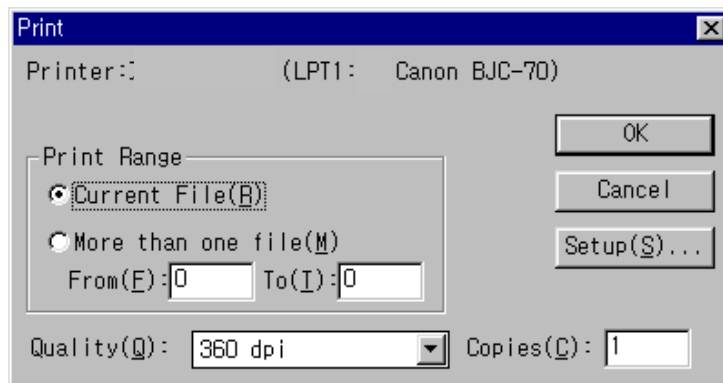 Print
Printer: (LPT1: Canon BJC-70)
Print Range
Current File(R)
More than one file(M)
From(F): 0 To(T): 0
OK
Cancel
Setup(S)...
Quality(Q): 360 dpi Copies(C): 1